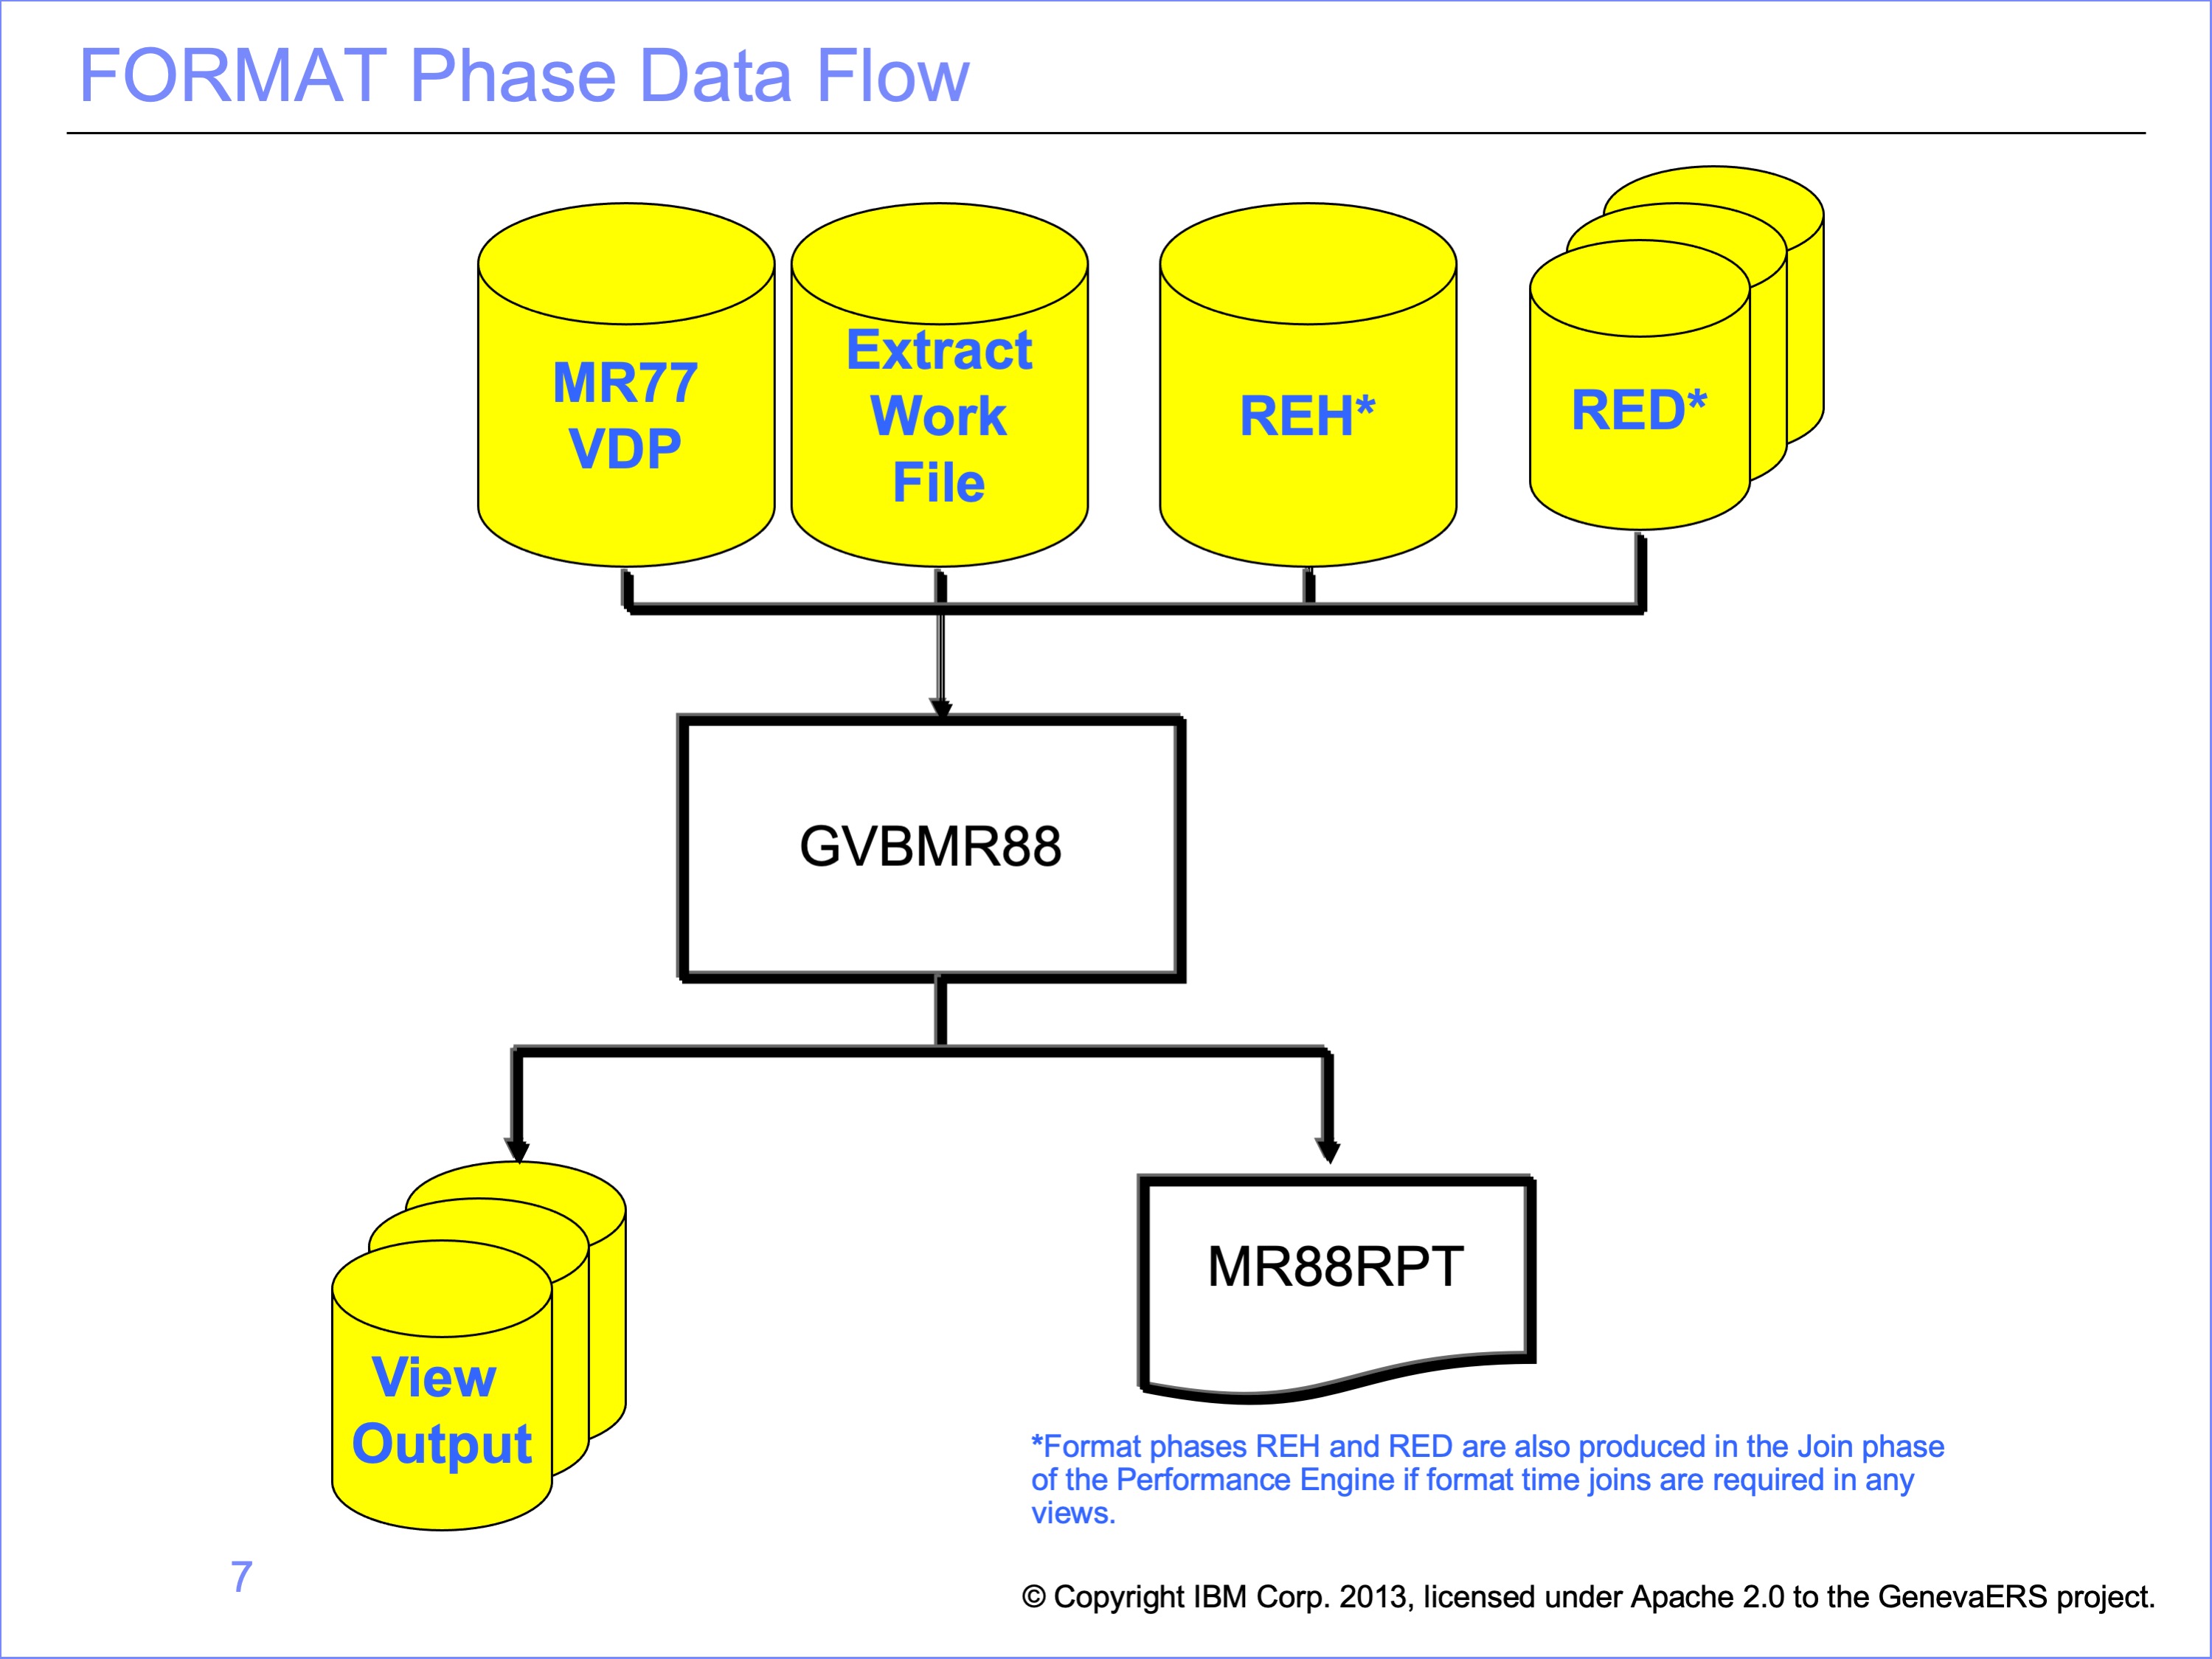 FORMAT Phase Data Flow
MR77
VDP
Extract
Work
File
REH*
RED*
GVBMR88
View
Output
MR88RPT
*Format phases REH and RED are also produced in the Join phase
of the Performance Engine if format time joins are required in any
views.
7
© Copyright IBM Corp. 2013, licensed under Apache 2.0 to the GenevaERS project.